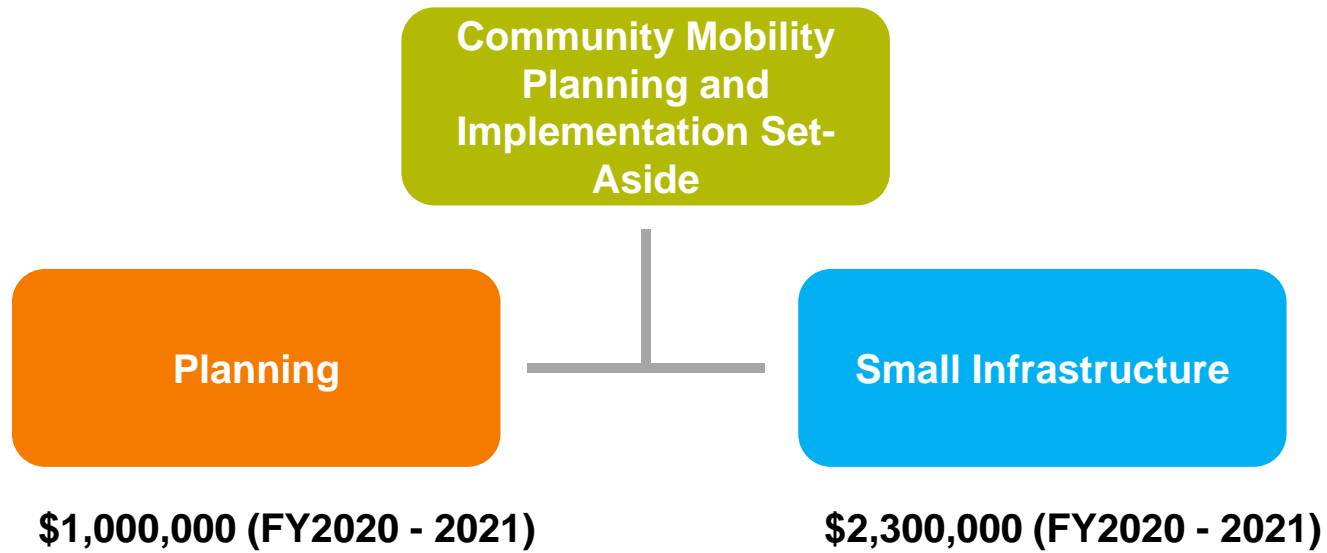 Community Mobility
Planning and
Implementation Set-
Aside
Planning
Small Infrastructure
$1,000,000 (FY2020 - 2021)
$2,300,000 (FY2020 - 2021)